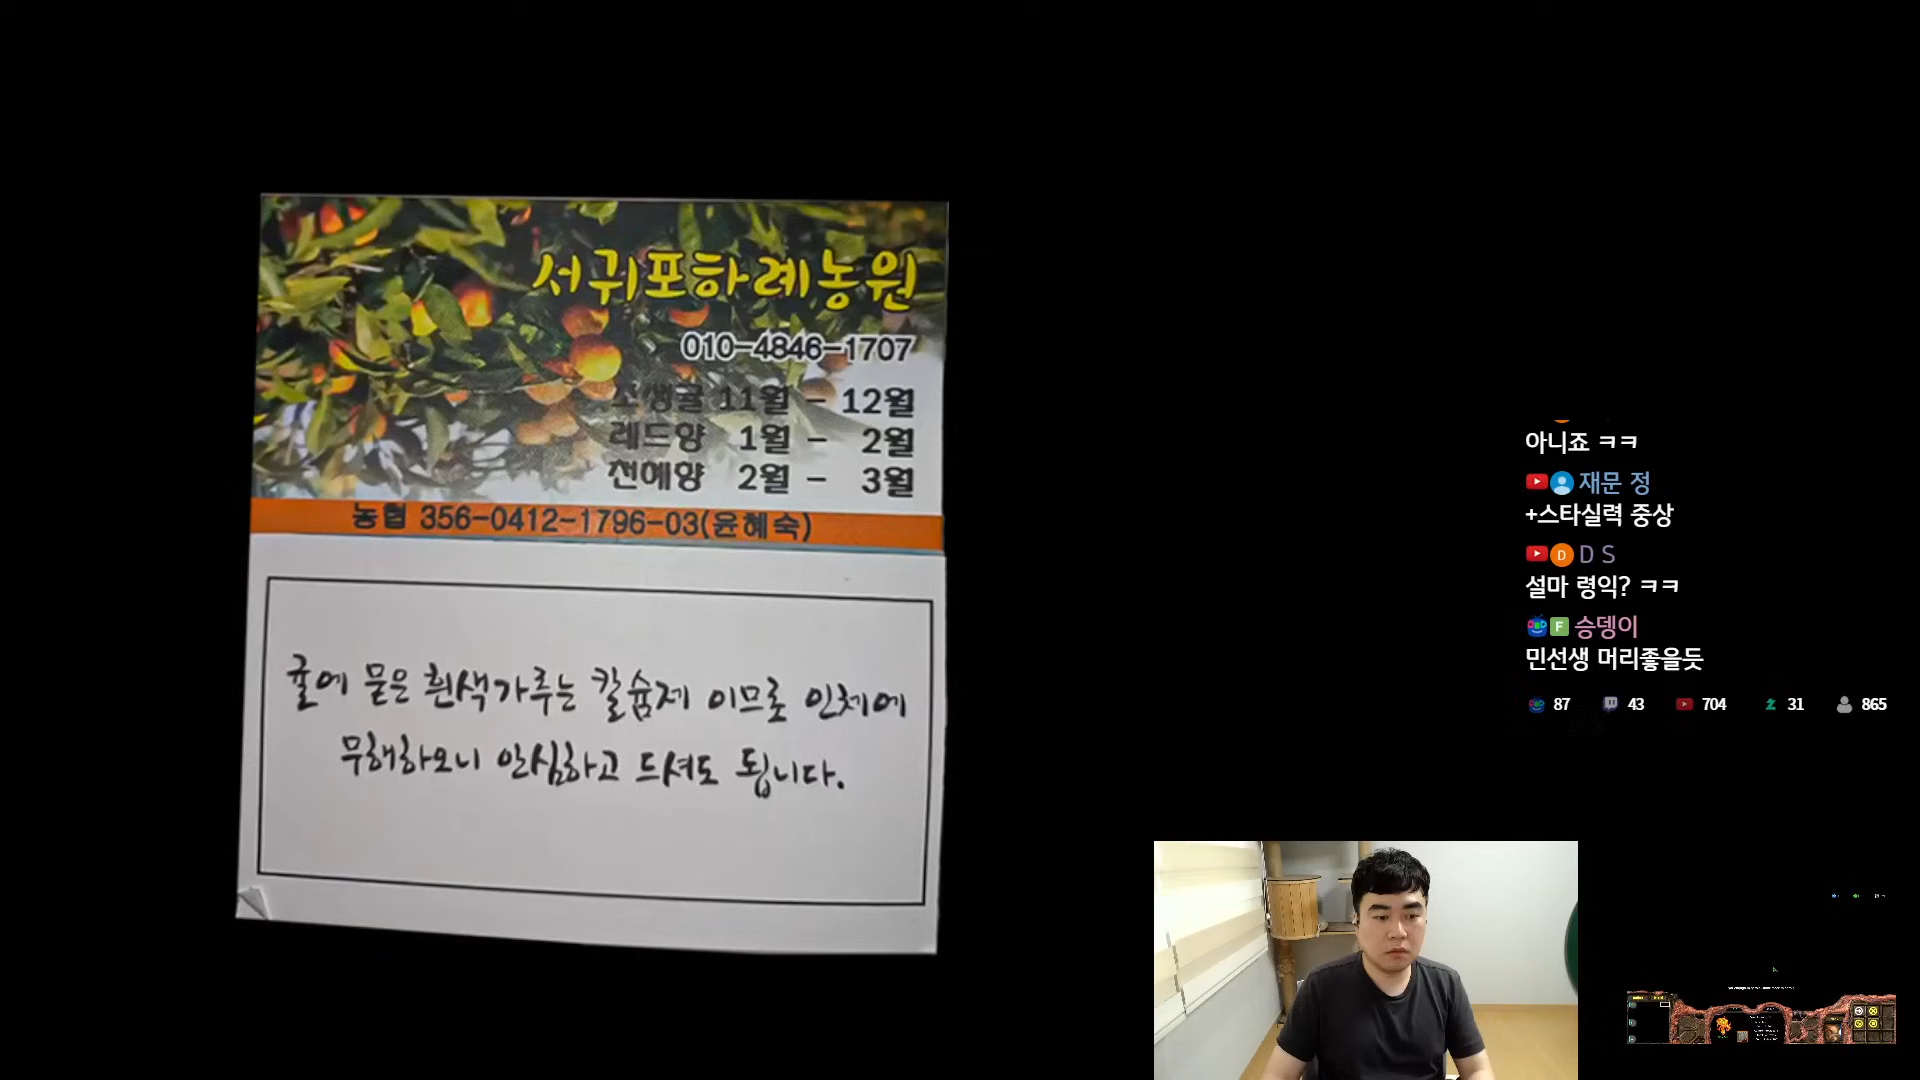 서귀포하례농원
010-4846-1707
노생귤 11월 - 12월
레드향 1월 - 2월
천혜향 2월 - 3월
농협 356-0412-1796-03(윤혜숙)
귤에 묻은 흰색가루는 칼슘제 이므로 인체에
무해하오니 안심하고 드셔도 됩니다.
아니죠 ㅋㅋ
재문 정
+스타실력 중상
D D S
설마 령익? ㅋㅋ
F 승뎅이
민선생 머리좋을듯
87 43 704 31 865